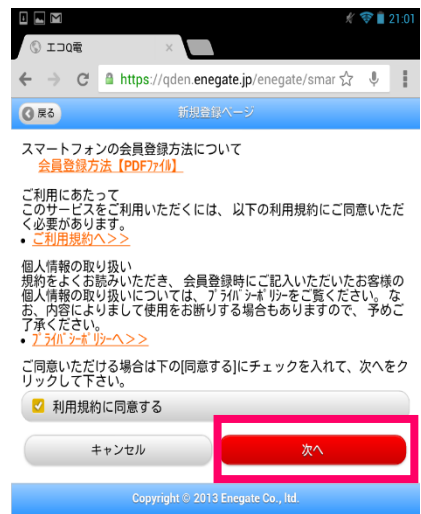 21:01
エコQ電
https://qden.enegate.jp/enegate/smar
戻る
新規登録ページ
スマートフォンの会員登録方法について
会員登録方法【PDFファイル】
ご利用にあたって
このサービスをご利用いただくには、以下の利用規約にご同意いただ
く必要があります。
• ご利用規約へ>>
個人情報の取り扱い
規約をよくお読みいただき、会員登録時にご記入いただいたお客様の
個人情報の取り扱いについては、プライバシーポリシーをご覧ください。な
お、内容によりまして使用をお断りする場合もありますので、予めご
了承ください。
• プライバシーポリシーへ>>
ご同意いただける場合は下の[同意する]にチェックを入れて、次へをク
リックして下さい。
利用規約に同意する
キャンセル
次へ
Copyright © 2013 Enegate Co., ltd.